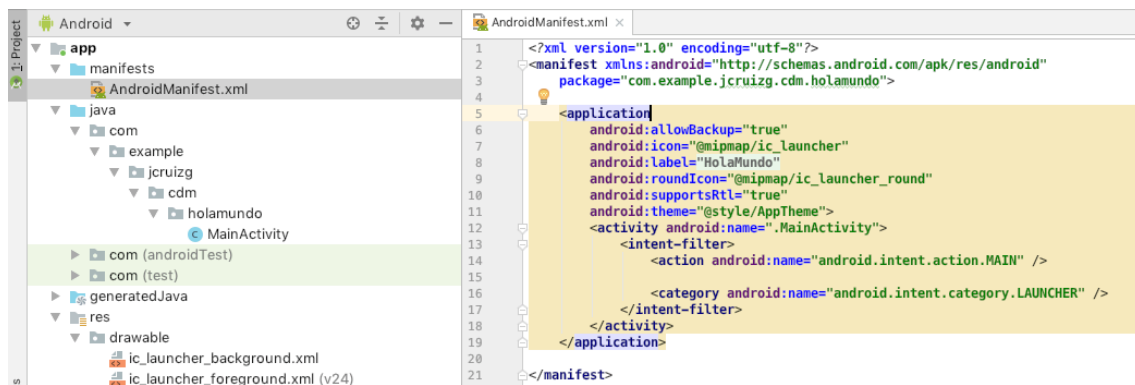 1: Project
Android
app
manifests
AndroidManifest.xml
java
com
example
jcruizg
cdm
holamundo
MainActivity
com (androidTest)
com (test)
generatedJava
res
drawable
ic_launcher_background.xml
ic_launcher_foreground.xml (v24)
AndroidManifest.xml
1 <?xml version="1.0" encoding="utf-8"?>
2 <manifest xmlns:android="http://schemas.android.com/apk/res/android"
3 package="com.example.jcruizg.cdm.holamundo">
4
5 <application
6 android:allowBackup="true"
7 android:icon="@mipmap/ic_launcher"
8 android:label="HolaMundo"
9 android:roundIcon="@mipmap/ic_launcher_round"
10 android:supportsRtl="true"
11 android:theme="@style/AppTheme">
12 <activity android:name=".MainActivity">
13 <intent-filter>
14 <action android:name="android.intent.action.MAIN" />
15
16 <category android:name="android.intent.category.LAUNCHER" />
17 </intent-filter>
18 </activity>
19 </application>
20
21 </manifest>